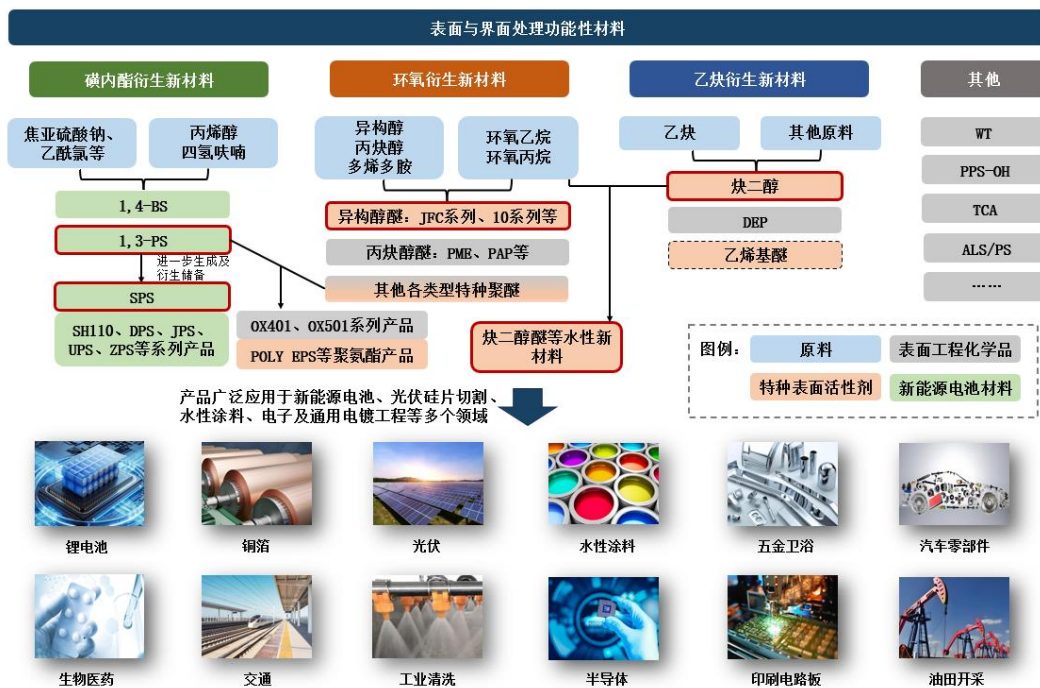 表面与界面处理功能性材料
磺内酯衍生新材料
环氧衍生新材料
乙炔衍生新材料
其他
焦亚硫酸钠、
乙酰氯等
丙烯醇
四氢呋喃
异构醇
丙炔醇
多烯多胺
环氧乙烷
环氧丙烷
乙炔
其他原料
WT
PPS-OH
TCA
ALS/PS
……
1,4-BS
1,3-PS
进一步生成及
衍生储备
SPS
SH110、DPS、JPS、
UPS、ZPS等系列产品
异构醇醚：JFC系列、10系列等
丙炔醇醚：PME、PAP等
其他各类型特种聚醚
OX401、OX501系列产品
POLY EPS等聚氨酯产品
炔二醇
DEP
乙烯基醚
炔二醇醚等水性新
材料
图例：
原料
表面工程化学品
特种表面活性剂
新能源电池材料
产品广泛应用于新能源电池、光伏硅片切割、
水性涂料、电子及通用电镀工程等多个领域
锂电池
铜箔
光伏
水性涂料
五金卫浴
汽车零部件
生物医药
交通
工业清洗
半导体
印刷电路板
油田开采